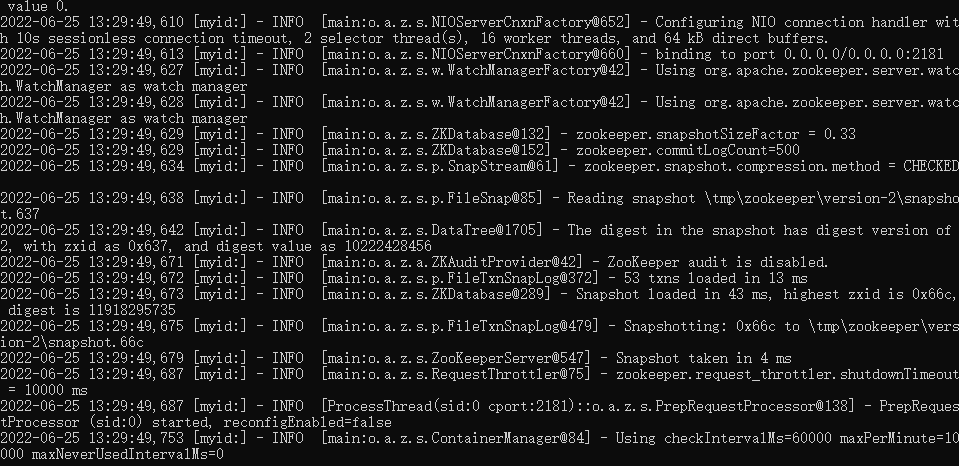 value 0.
2022-06-25 13:29:49,610 [myid:] - INFO  [main:o.a.z.s.NIOServerCnxnFactory@652] - Configuring NIO connection handler wit
h 10s sessionless connection timeout, 2 selector thread(s), 16 worker threads, and 64 kB direct buffers.
2022-06-25 13:29:49,613 [myid:] - INFO  [main:o.a.z.s.NIOServerCnxnFactory@660] - binding to port 0.0.0.0/0.0.0.0:2181
2022-06-25 13:29:49,627 [myid:] - INFO  [main:o.a.z.s.w.WatchManagerFactory@42] - Using org.apache.zookeeper.server.watc
h.WatchManager as watch manager
2022-06-25 13:29:49,628 [myid:] - INFO  [main:o.a.z.s.w.WatchManagerFactory@42] - Using org.apache.zookeeper.server.watc
h.WatchManager as watch manager
2022-06-25 13:29:49,629 [myid:] - INFO  [main:o.a.z.s.ZKDatabase@132] - zookeeper.snapshotSizeFactor = 0.33
2022-06-25 13:29:49,629 [myid:] - INFO  [main:o.a.z.s.ZKDatabase@152] - zookeeper.commitLogCount=500
2022-06-25 13:29:49,634 [myid:] - INFO  [main:o.a.z.s.p.SnapStream@61] - zookeeper.snapshot.compression.method = CHECKED
2022-06-25 13:29:49,638 [myid:] - INFO  [main:o.a.z.s.p.FileSnap@85] - Reading snapshot \tmp\zookeeper\version-2\snapsho
t.637
2022-06-25 13:29:49,642 [myid:] - INFO  [main:o.a.z.s.DataTree@1705] - The digest in the snapshot has digest version of
2, with zxid as 0x637, and digest value as 10222428456
2022-06-25 13:29:49,671 [myid:] - INFO  [main:o.a.z.a.ZKAuditProvider@42] - ZooKeeper audit is disabled.
2022-06-25 13:29:49,672 [myid:] - INFO  [main:o.a.z.s.p.FileTxnSnapLog@372] - 53 txns loaded in 13 ms
2022-06-25 13:29:49,673 [myid:] - INFO  [main:o.a.z.s.ZKDatabase@289] - Snapshot loaded in 43 ms, highest zxid is 0x66c,
digest is 11918295735
2022-06-25 13:29:49,675 [myid:] - INFO  [main:o.a.z.s.p.FileTxnSnapLog@479] - Snapshotting: 0x66c to \tmp\zookeeper\vers
ion-2\snapshot.66c
2022-06-25 13:29:49,679 [myid:] - INFO  [main:o.a.z.s.ZooKeeperServer@547] - Snapshot taken in 4 ms
2022-06-25 13:29:49,687 [myid:] - INFO  [main:o.a.z.s.RequestThrottler@75] - zookeeper.request_throttler.shutdownTimeout
= 10000 ms
2022-06-25 13:29:49,687 [myid:] - INFO  [ProcessThread(sid:0 cport:2181)::o.a.z.s.PrepRequestProcessor@138] - PrepReques
tProcessor (sid:0) started, reconfigEnabled=false
2022-06-25 13:29:49,753 [myid:] - INFO  [main:o.a.z.s.ContainerManager@84] - Using checkIntervalMs=60000 maxPerMinute=10
000 maxNeverUsedIntervalMs=0